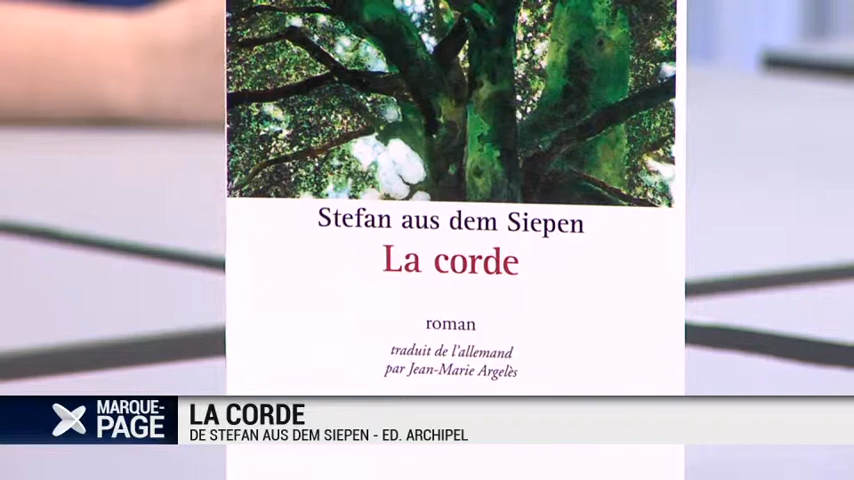 Stefan aus dem Siepen
La corde
roman
traduit de l'allemand
par Jean-Marie Argelès
MARQUE-
PAGE
LA CORDE
DE STEFAN AUS DEM SIEPEN - ED. ARCHIPEL